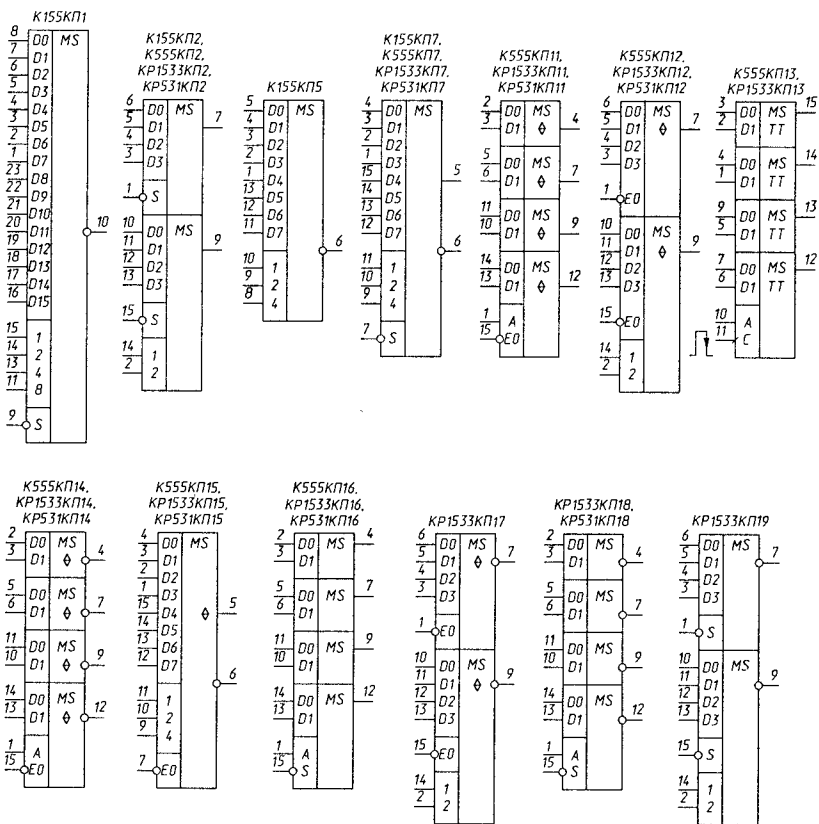 К155КП1
8 D0 MS
7 D1
6 D2
5 D3
4 D4
3 D5
2 D6
1 D7
23 D8
22 D9
21 D10
20 D11 10
19 D12
18 D13
17 D14
16 D15
15 1
14 2
13 4
11 8
9 S
К155КП2,
К555КП2,
КР1533КП2,
КР531КП2
6 D0 MS 7
5 D1
4 D2
3 D3
1 S
10 D0 MS 9
11 D1
12 D2
13 D3
15 S
14 1
2 2
К155КП5
5 D0 MS
4 D1
3 D2
2 D3
1 D4
13 D5
12 D6
11 D7
6
10 1
9 2
8 4
К155КП7,
К555КП7,
КР1533КП7,
КР531КП7
4 D0 MS
3 D1
2 D2
1 D3
15 D4 5
14 D5
13 D6
12 D7
6
11 1
10 2
9 4
7 S
К555КП11,
КР1533КП11,
КР531КП11
2 D0 MS 4
3 D1
5 D0 MS 7
6 D1
11 D0 MS 9
10 D1
14 D0 MS 12
13 D1
1 A
15 E0
К555КП12,
КР1533КП12,
КР531КП12
6 D0 MS 7
5 D1
4 D2
3 D3
1 E0
10 D0 MS 9
11 D1
12 D2
13 D3
15 E0
14 1
2 2
К555КП13,
КР1533КП13
3 D0 MS 15
2 D1 TT
4 D0 MS 14
1 D1 TT
9 D0 MS 13
5 D1 TT
7 D0 MS 12
6 D1 TT
10 A
11 C
К555КП14,
КР1533КП14,
КР531КП14
2 D0 MS 4
3 D1
5 D0 MS 7
6 D1
11 D0 MS 9
10 D1
14 D0 MS 12
13 D1
1 A
15 E0
К555КП15,
КР1533КП15,
КР531КП15
4 D0 MS
3 D1
2 D2
1 D3
15 D4 5
14 D5
13 D6
12 D7
6
11 1
10 2
9 4
7 E0
К555КП16,
КР1533КП16,
КР531КП16
2 D0 MS 4
3 D1
5 D0 MS 7
6 D1
11 D0 MS 9
10 D1
14 D0 MS 12
13 D1
1 A
15 S
КР1533КП17
6 D0 MS 7
5 D1
4 D2
3 D3
1 E0
10 D0 MS 9
11 D1
12 D2
13 D3
15 E0
14 1
2 2
КР1533КП18,
КР531КП18
2 D0 MS 4
3 D1
5 D0 MS 7
6 D1
11 D0 MS 9
10 D1
14 D0 MS 12
13 D1
1 A
15 S
КР1533КП19
6 D0 MS 7
5 D1
4 D2
3 D3
1 S
10 D0 MS 9
11 D1
12 D2
13 D3
15 S
14 1
2 2